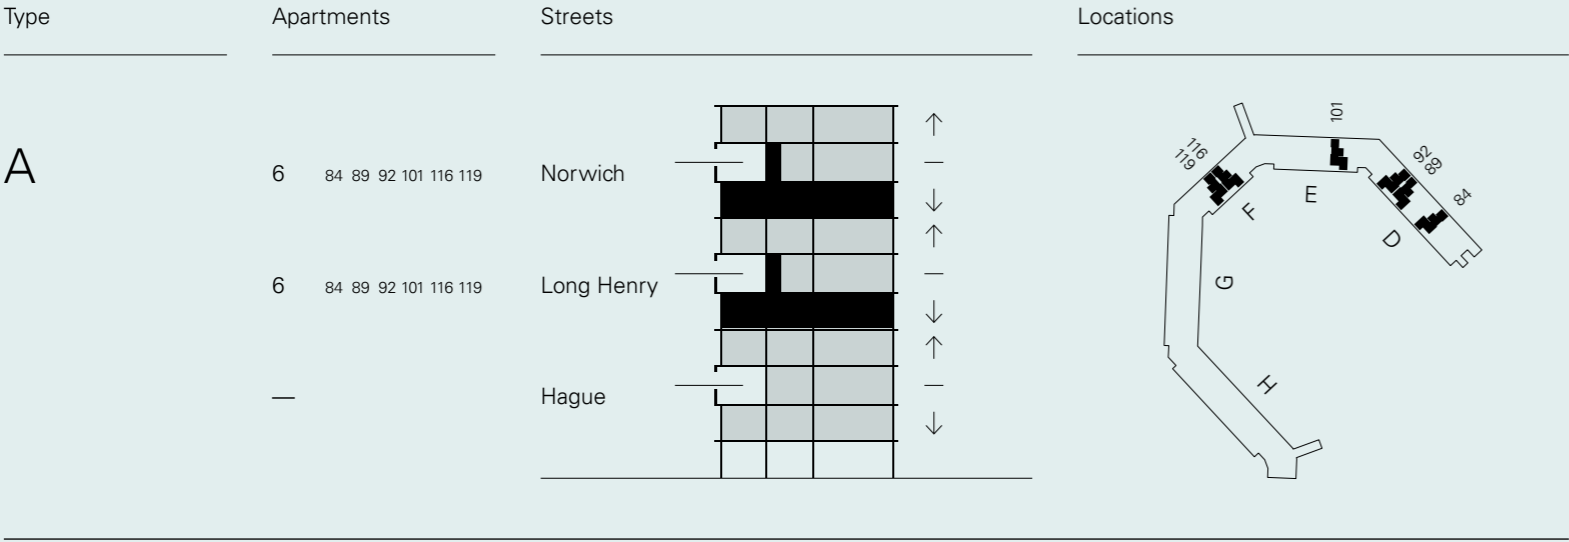 Type Apartments Streets Locations
A
6 84 89 92 101 116 119 Norwich
6 84 89 92 101 116 119 Long Henry
— Hague
101
116
119
92
89
84
F
E
D
G
H